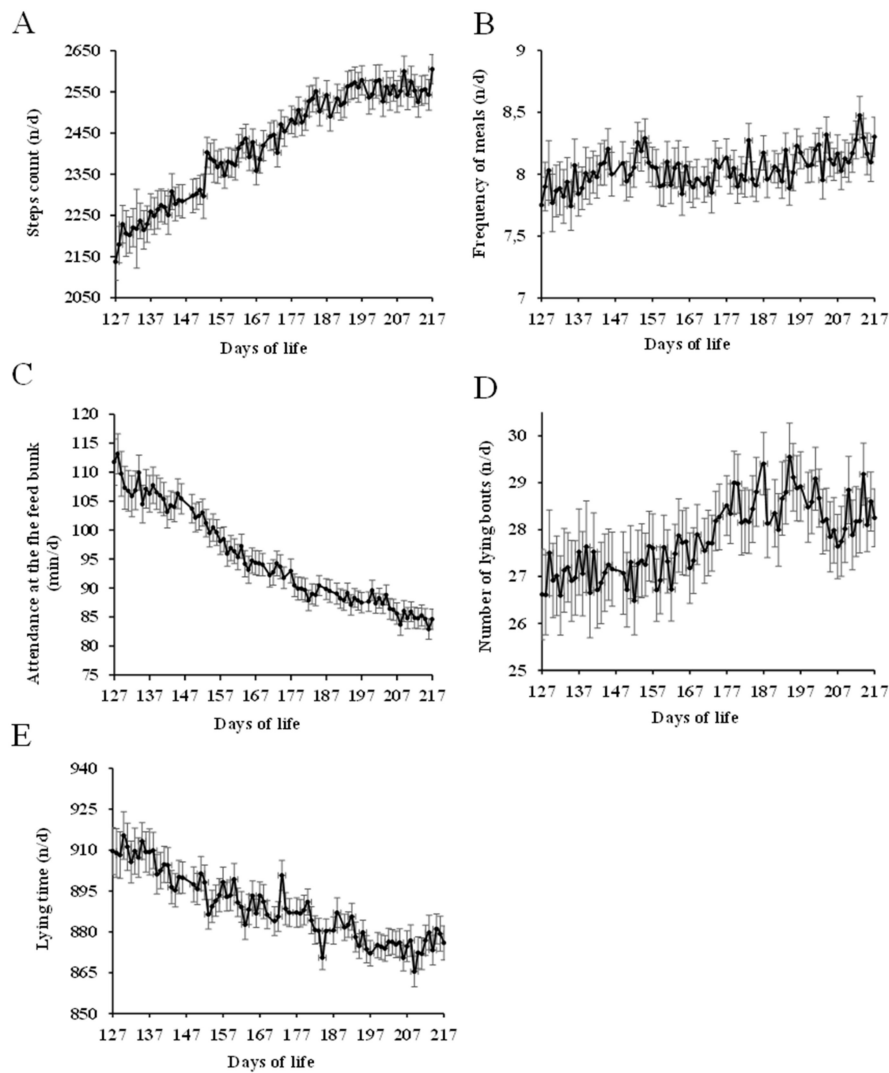 A
Steps count (n/d)
2650
2550
2450
2350
2250
2150
2050
127 137 147 157 167 177 187 197 207 217
Days of life
B
Frequency of meals (n/d)
9
8.5
8
7.5
7
127 137 147 157 167 177 187 197 207 217
Days of life
C
Attendance at the fhe feed bunk
(min/d)
120
115
110
105
100
95
90
85
80
75
127 137 147 157 167 177 187 197 207 217
Days of life
D
Number of lying bouts (n/d)
30
29
28
27
26
25
127 137 147 157 167 177 187 197 207 217
Days of life
E
Lying time (n/d)
940
925
910
895
880
865
850
127 137 147 157 167 177 187 197 207 217
Days of life